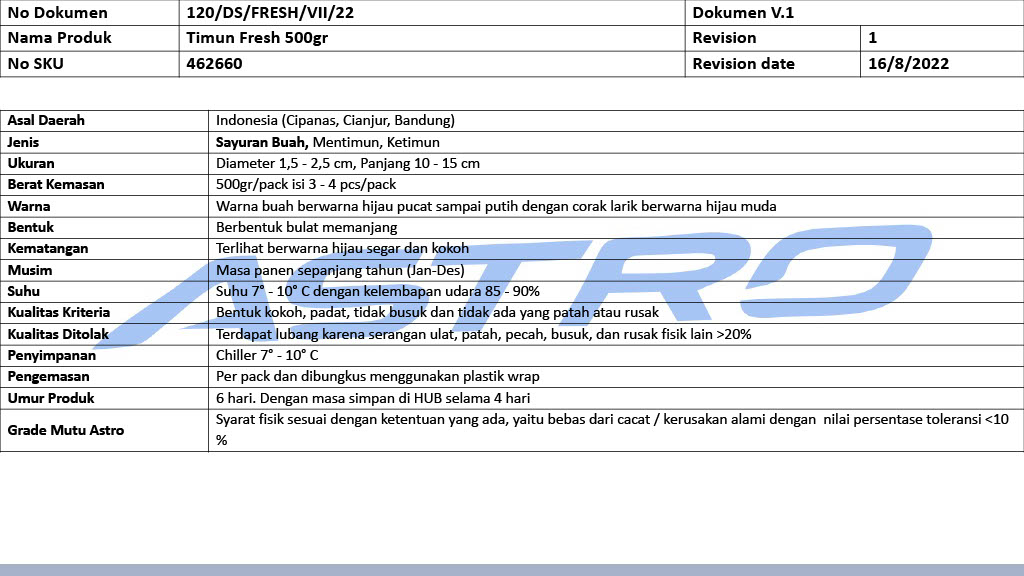 No Dokumen 120/DS/FRESH/VII/22 Dokumen V.1
Nama Produk Timun Fresh 500gr Revision 1
No SKU 462660 Revision date 16/8/2022
Asal Daerah Indonesia (Cipanas, Cianjur, Bandung)
Jenis Sayuran Buah, Mentimun, Ketimun
Ukuran Diameter 1,5 - 2,5 cm, Panjang 10 - 15 cm
Berat Kemasan 500gr/pack isi 3 - 4 pcs/pack
Warna Warna buah berwarna hijau pucat sampai putih dengan corak larik berwarna hijau muda
Bentuk Berbentuk bulat memanjang
Kematangan Terlihat berwarna hijau segar dan kokoh
Musim Masa panen sepanjang tahun (Jan-Des)
Suhu Suhu 7° - 10° C dengan kelembapan udara 85 - 90%
Kualitas Kriteria Bentuk kokoh, padat, tidak busuk dan tidak ada yang patah atau rusak
Kualitas Ditolak Terdapat lubang karena serangan ulat, patah, pecah, busuk, dan rusak fisik lain >20%
Penyimpanan Chiller 7° - 10° C
Pengemasan Per pack dan dibungkus menggunakan plastik wrap
Umur Produk 6 hari. Dengan masa simpan di HUB selama 4 hari
Grade Mutu Astro Syarat fisik sesuai dengan ketentuan yang ada, yaitu bebas dari cacat / kerusakan alami dengan  nilai persentase toleransi <10
%
ASTRO